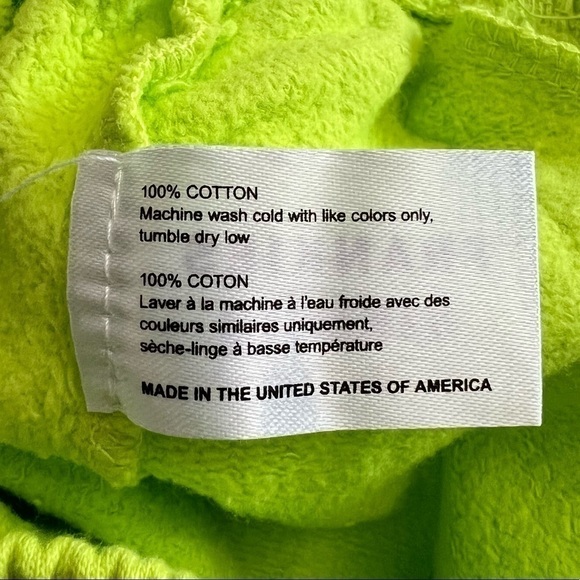 100% COTTON
Machine wash cold with like colors only,
tumble dry low
100% COTON
Laver à la machine à l'eau froide avec des
couleurs similaires uniquement,
sèche-linge à basse température
MADE IN THE UNITED STATES OF AMERICA